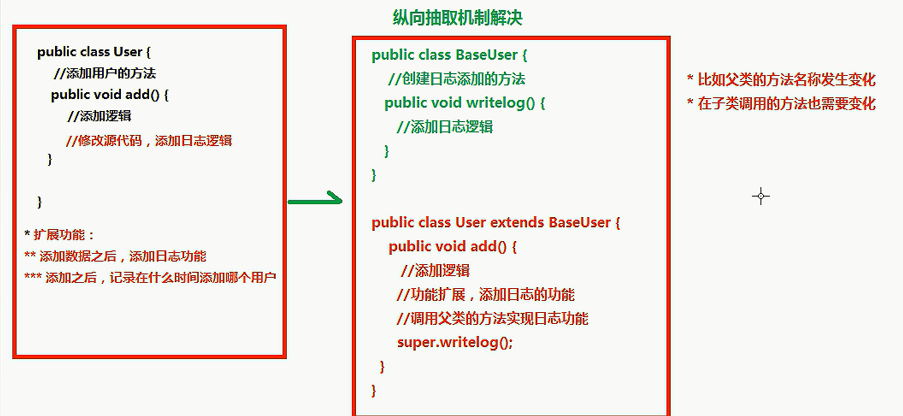 纵向抽取机制解决
public class User {
//添加用户的方法
public void add() {
//添加逻辑
//修改源代码，添加日志逻辑
}
}
* 扩展功能：
** 添加数据之后，添加日志功能
*** 添加之后，记录在什么时间添加哪个用户
public class BaseUser {
//创建日志添加的方法
public void writelog() {
//添加日志逻辑
}
}
public class User extends BaseUser {
public void add() {
//添加逻辑
//功能扩展，添加日志的功能
//调用父类的方法实现日志功能
super.writelog();
}
}
* 比如父类的方法名称发生变化
* 在子类调用的方法也需要变化